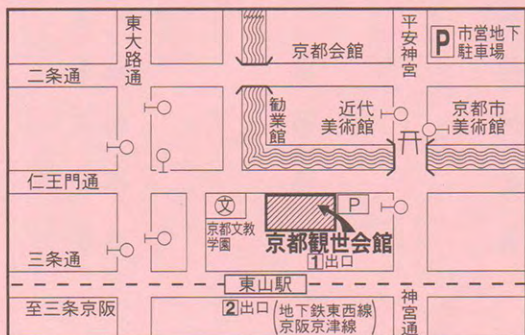 東大路通
京都会館
平安神宮
P 市営地下
駐車場
二条通
勧業館
近代
美術館
京都市
美術館
仁王門通
文
京都文教
学園
P
京都観世会館
1出口
三条通
東山駅
至三条京阪
2出口(地下鉄東西線
京阪京津線)
神宮通